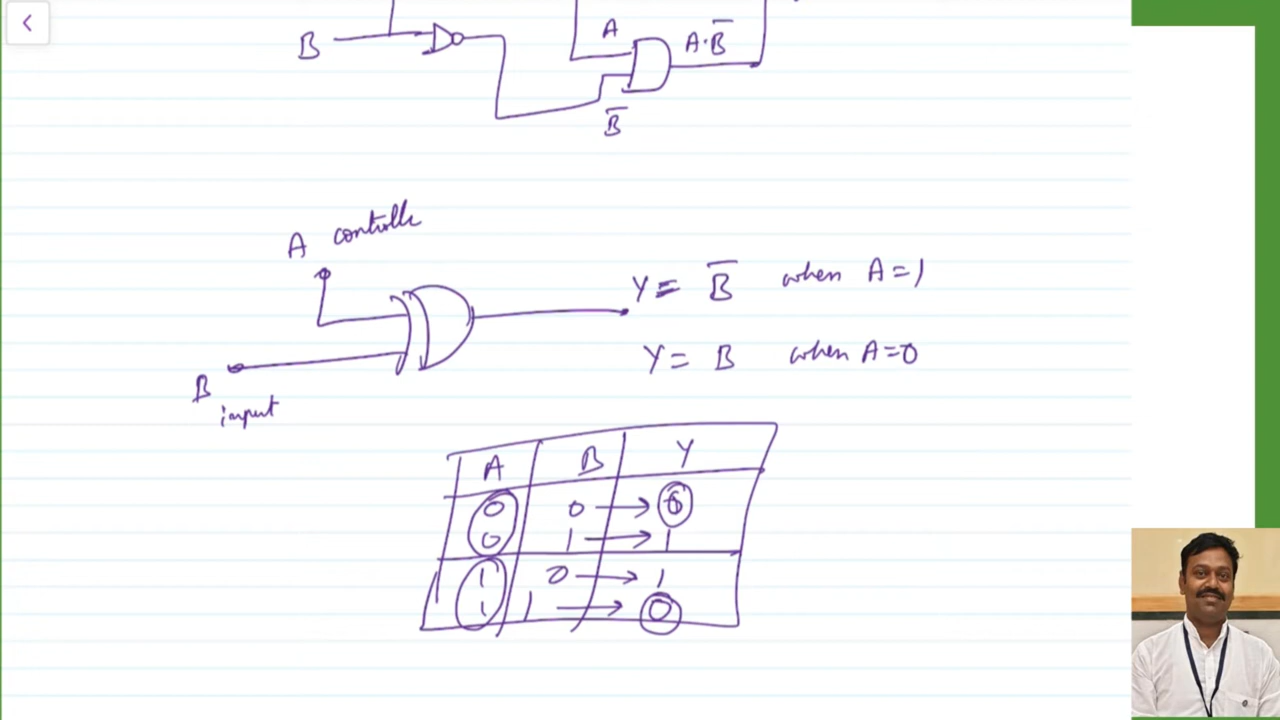 A
A·B̅
B
B̅
A controlle
Y = B̅ when A=1
Y = B when A=0
B
input
A B Y
0 0 → 0
0 1 → 1
1 0 → 1
1 1 → 0